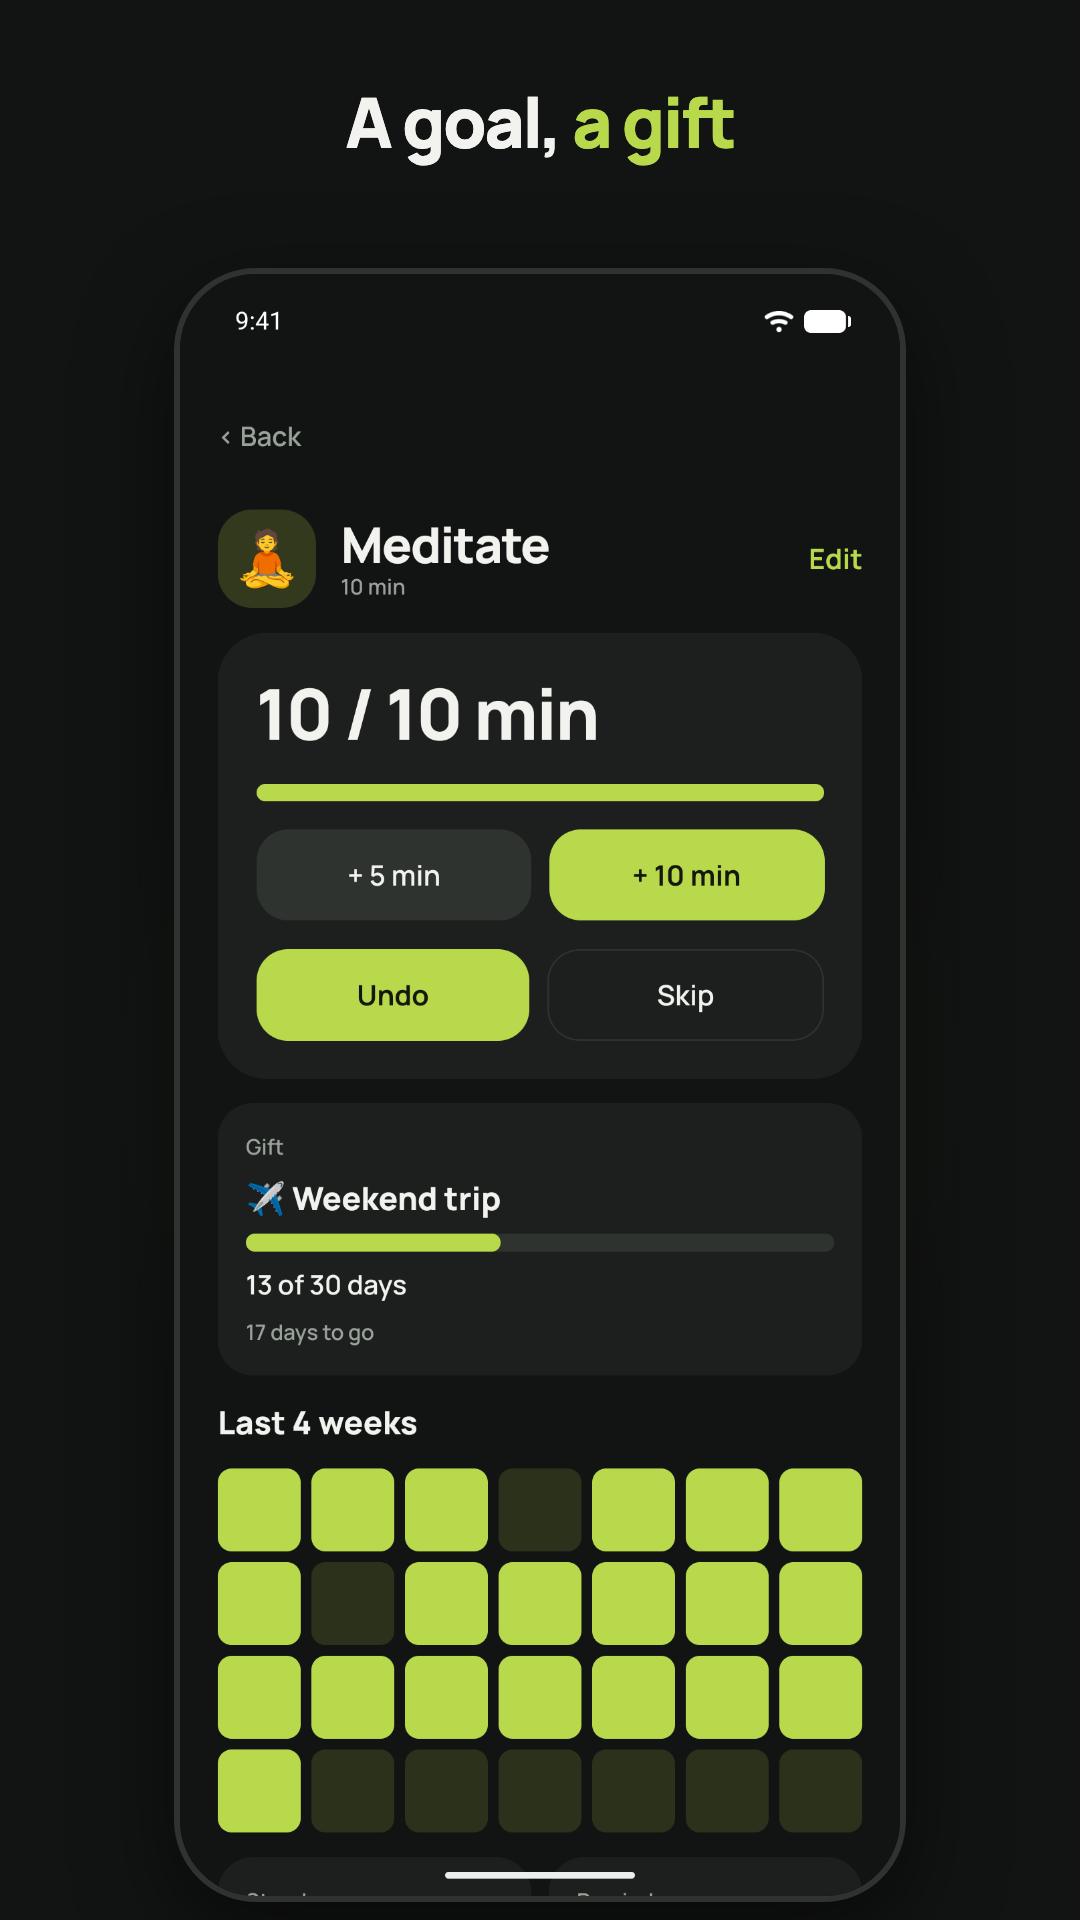 A goal, a gift
9:41
‹ Back
Meditate
Edit
10 min
10 / 10 min
+ 5 min
+ 10 min
Undo
Skip
Gift
Weekend trip
13 of 30 days
17 days to go
Last 4 weeks